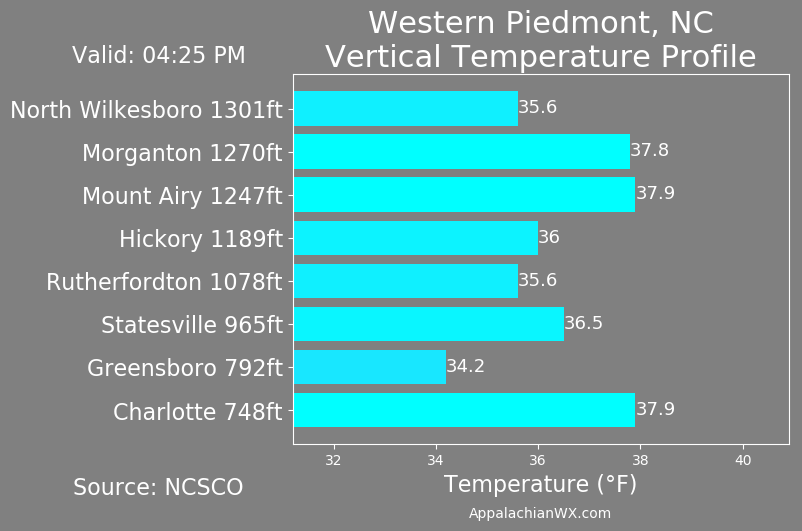 Western Piedmont, NC
Vertical Temperature Profile
Valid: 04:25 PM
North Wilkesboro 1301ft 35.6
Morganton 1270ft 37.8
Mount Airy 1247ft 37.9
Hickory 1189ft 36
Rutherfordton 1078ft 35.6
Statesville 965ft 36.5
Greensboro 792ft 34.2
Charlotte 748ft 37.9
32 34 36 38 40
Temperature (°F)
Source: NCSCO
AppalachianWX.com